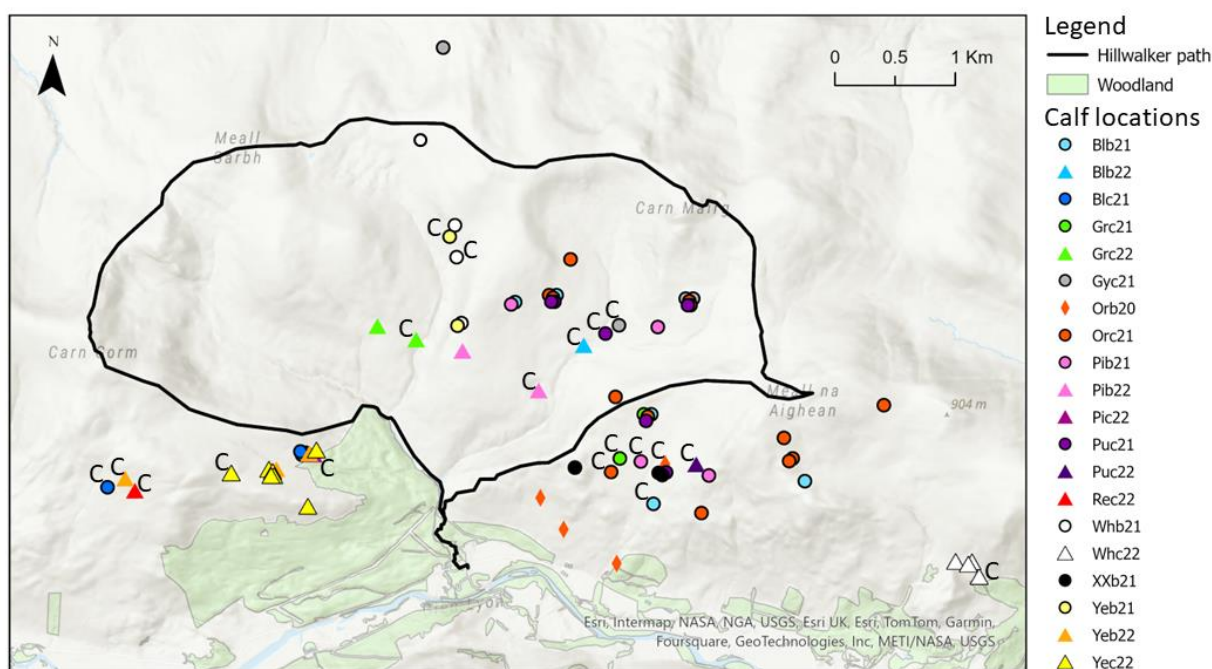 N
0 0.5 1 Km
Meall
Garbh
C
C
Carn Mairg
C C
C
C
Carn Gorm
C
Meall na
Aighean
904 m
C C C
C
C
C
C
C
C
C
Glen Lyon
Esri, Intermap, NASA, NGA, USGS, Esri UK, Esri, TomTom, Garmin,
Foursquare, GeoTechnologies, Inc, METI/NASA, USGS
Legend
Hillwalker path
Woodland
Calf locations
Blb21
Blb22
Blc21
Grc21
Grc22
Gyc21
Orb20
Orc21
Pib21
Pib22
Pic22
Puc21
Puc22
Rec22
Whb21
Whc22
XXb21
Yeb21
Yeb22
Yec22